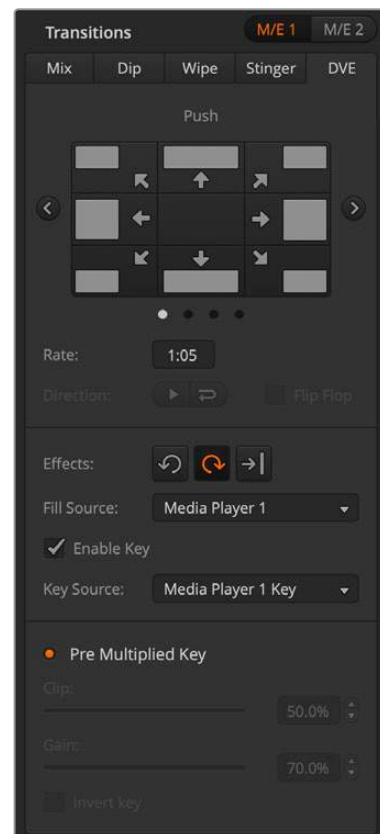 Transitions M/E 1 M/E 2
Mix Dip Wipe Stinger DVE
Push
Rate: 1:05
Direction: Flip Flop
Effects:
Fill Source: Media Player 1
Enable Key
Key Source: Media Player 1 Key
Pre Multiplied Key
Clip:
50.0%
Gain:
70.0%
Invert key